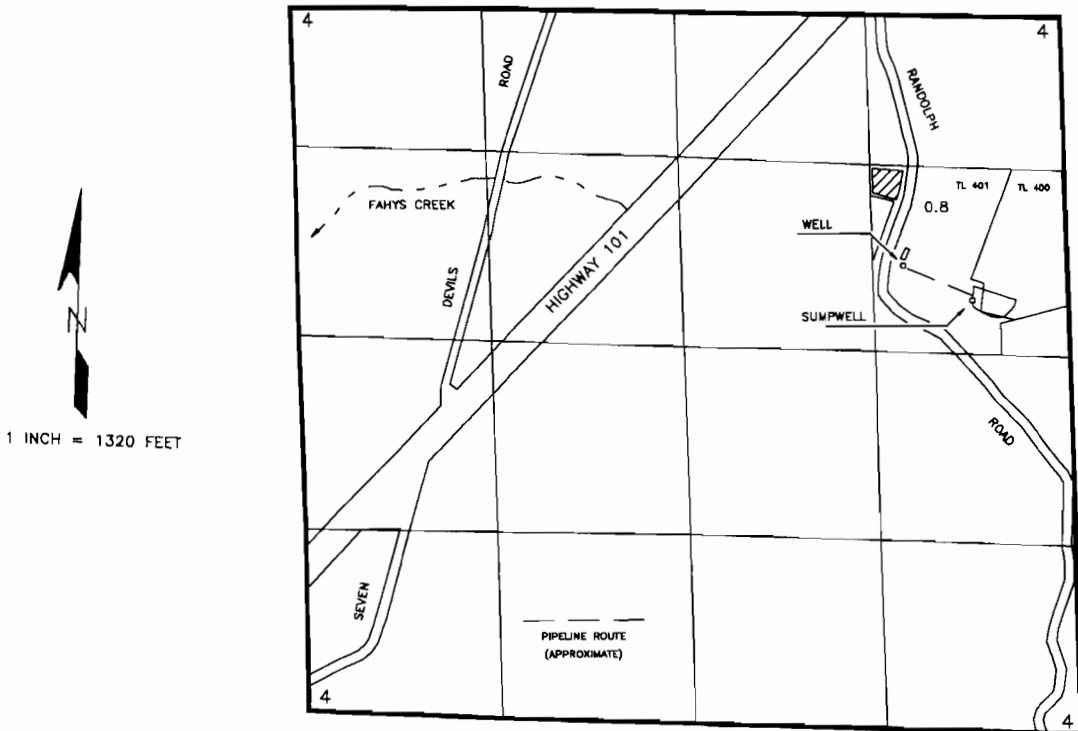 4
4
ROAD
RANDOLPH
TL 401
TL 400
FAHYS CREEK
0.8
WELL
HIGHWAY 101
DEVILS
SUMPWELL
N
1 INCH = 1320 FEET
ROAD
SEVEN
PIPELINE ROUTE
(APPROXIMATE)
4
4